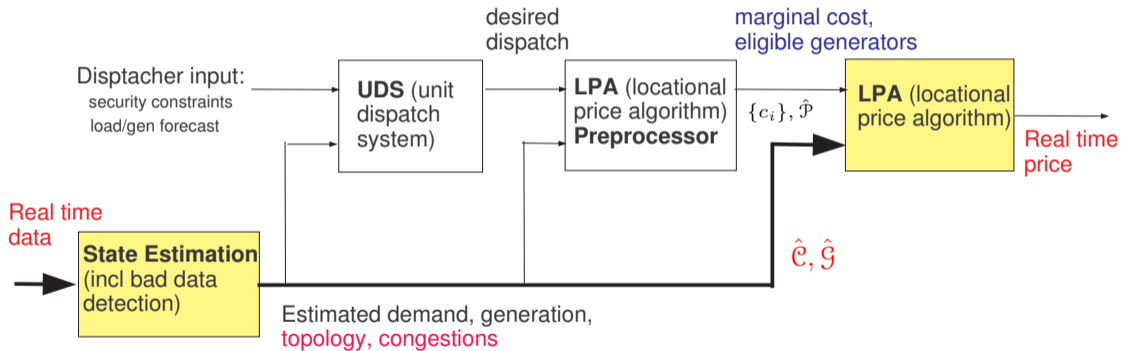 desired
dispatch
marginal cost,
eligible generators
Disptacher input:
security constraints
load/gen forecast
UDS (unit
dispatch
system)
LPA (locational
price algorithm)
Preprocessor
{c_i}, 𝒫̂
LPA (locational
price algorithm)
Real time
price
Real time
data
State Estimation
(incl bad data
detection)
𝒞̂, 𝒢̂
Estimated demand, generation,
topology, congestions